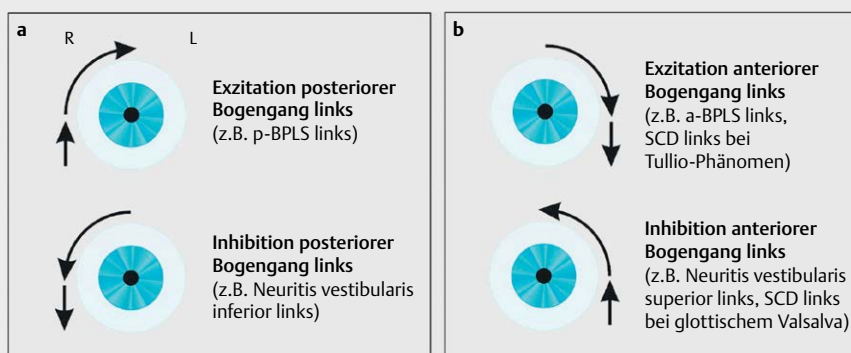 a
R L
Exzitation posteriorer
Bogengang links
(z.B. p-BPLS links)
Inhibition posteriorer
Bogengang links
(z.B. Neuritis vestibularis
inferior links)
b
Exzitation anteriorer
Bogengang links
(z.B. a-BPLS links,
SCD links bei
Tullio-Phänomen)
Inhibition anteriorer
Bogengang links
(z.B. Neuritis vestibularis
superior links, SCD links
bei glottischem Valsalva)